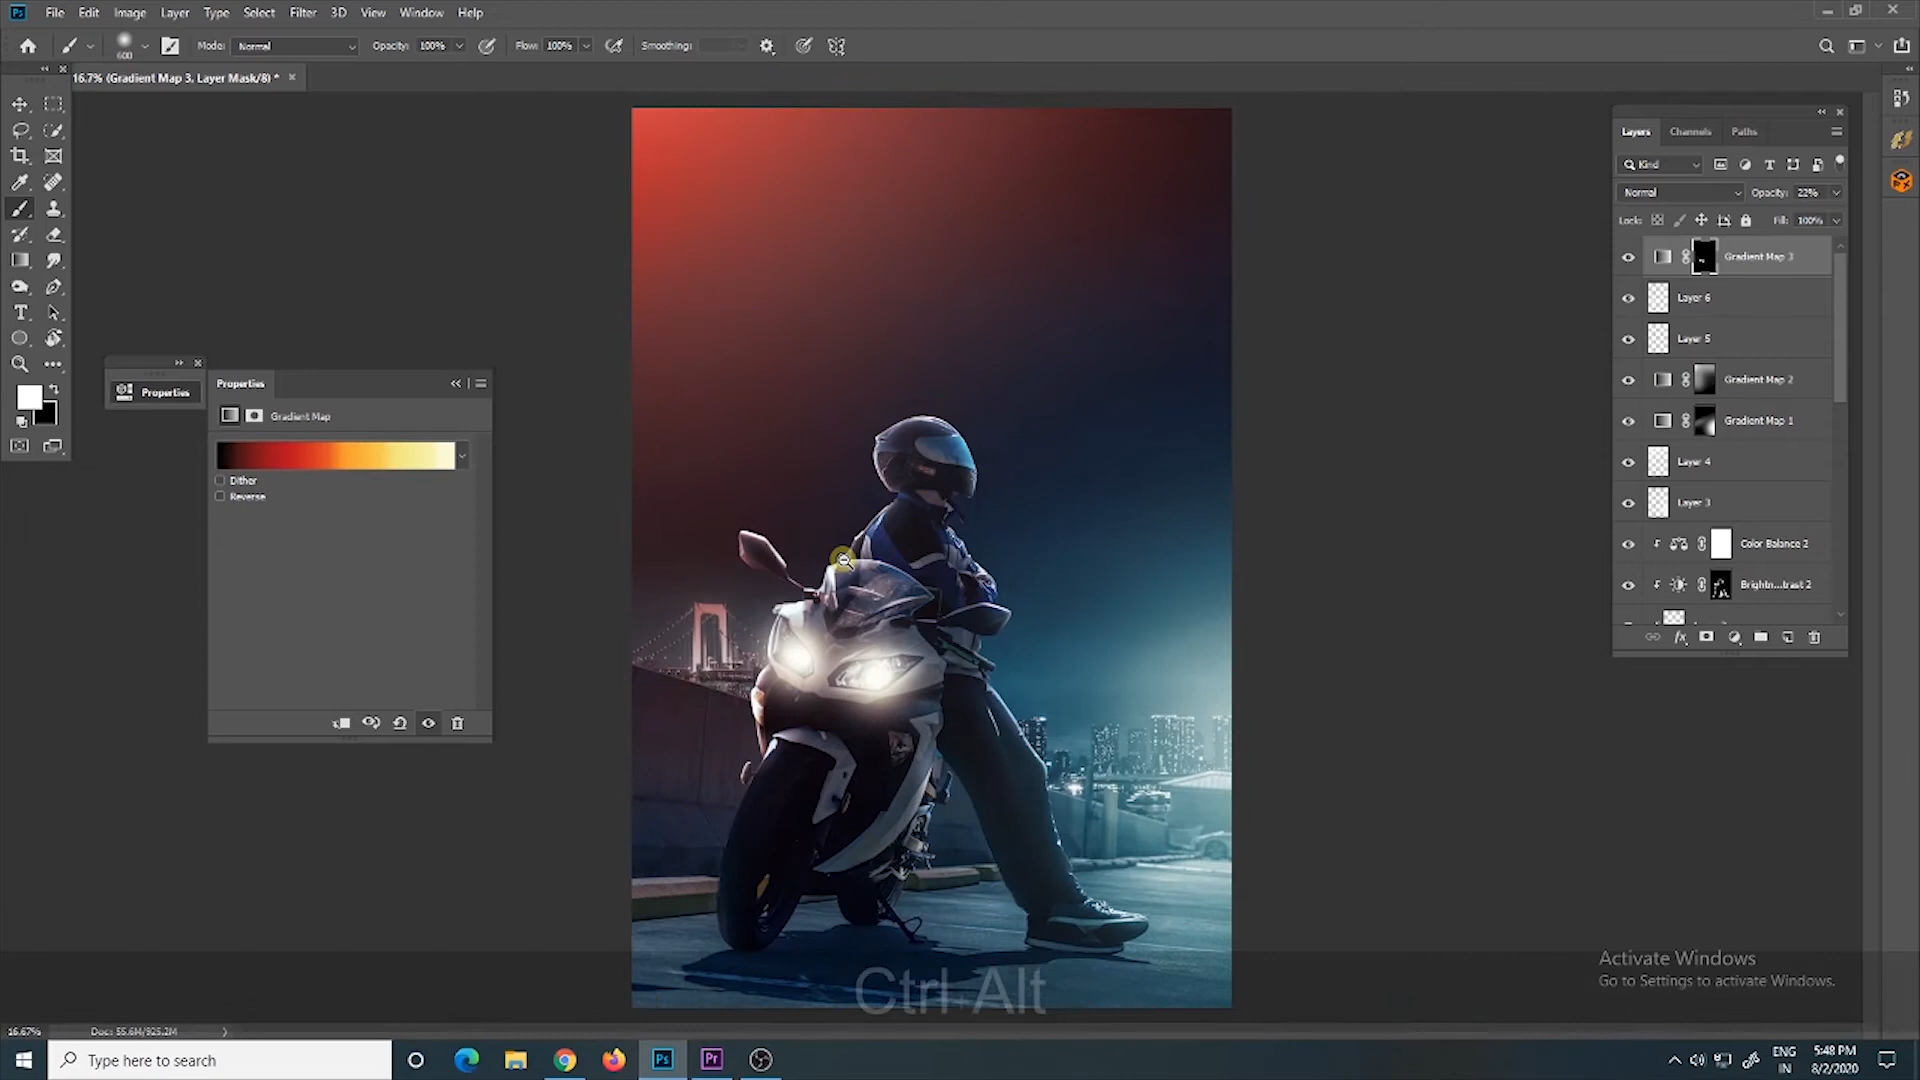 Ps File Edit Image Layer Type Select Filter 3D View Window Help
600 Mode: Normal Opacity: 100% Flow: 100% Smoothing:
16.7% (Gradient Map 3, Layer Mask/8) *
Layers Channels Paths
Kind
Normal Opacity: 22%
Lock: Fill: 100%
Gradient Map 3
Layer 6
Layer 5
Gradient Map 2
Gradient Map 1
Layer 4
Layer 3
Color Balance 2
Brightn...trast 2
Properties
Properties
Gradient Map
Dither
Reverse
Ctrl+Alt
Activate Windows
Go to Settings to activate Windows.
16.67% Doc: 55.6M/925.2M
Type here to search
Ps Pr
ENG
IN
5:48 PM
8/2/2020